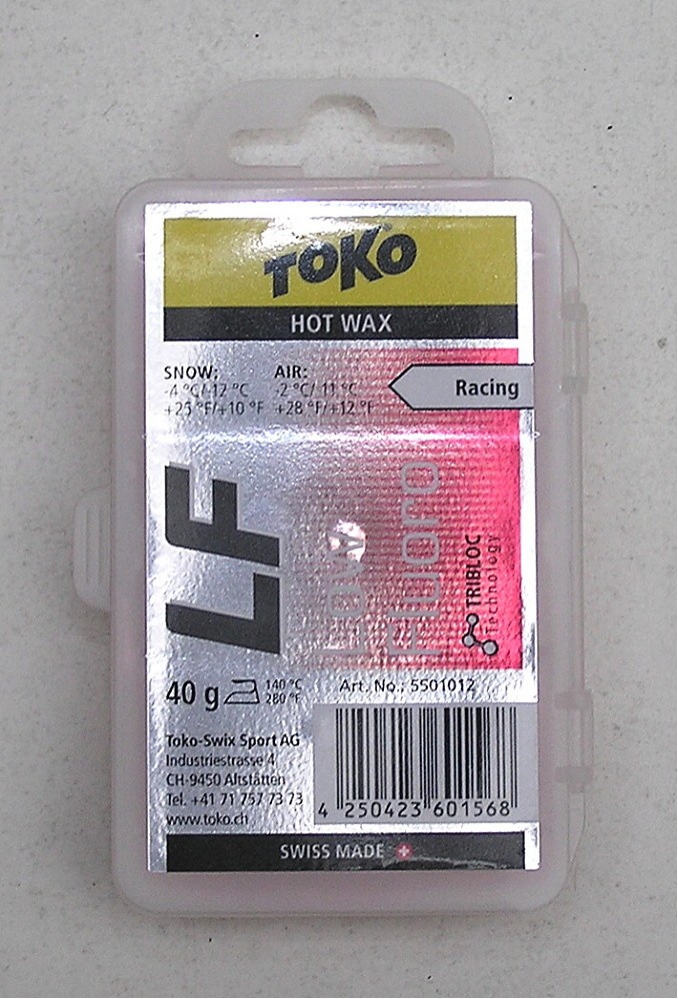 TOKO
HOT WAX
SNOW: AIR:
-4 °C/-12 °C -2 °C/-11 °C
+25 °F/+10 °F +28 °F/+12 °F
Racing
LF
Low
Fluoro
TRIBLOC
Technology
40 g 140 °C
280 °F
Art. No.: 5501012
Toko-Swix Sport AG
Industriestrasse 4
CH-9450 Altstätten
Tel. +41 71 757 73 73
www.toko.ch
4 250423 601568
SWISS MADE